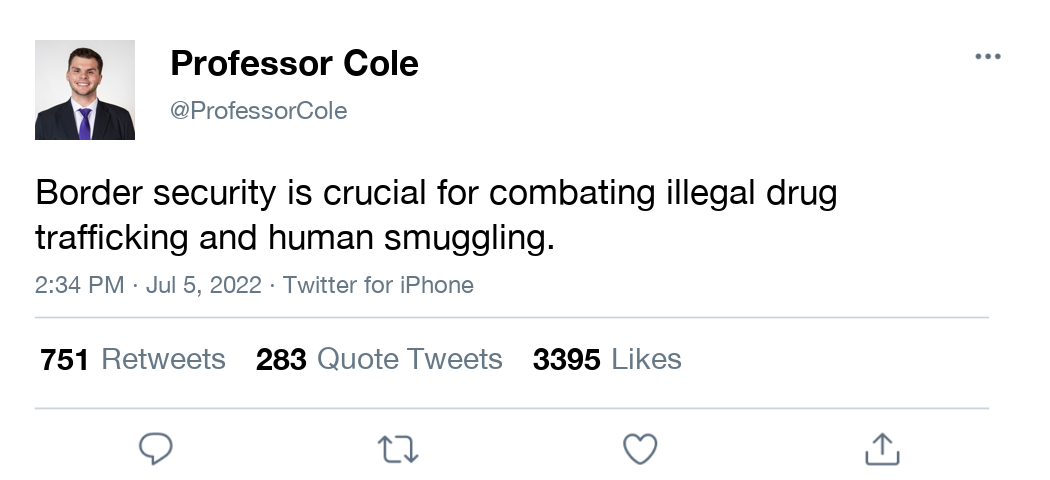 Professor Cole
@ProfessorCole
Border security is crucial for combating illegal drug
trafficking and human smuggling.
2:34 PM · Jul 5, 2022 · Twitter for iPhone
751 Retweets 283 Quote Tweets 3395 Likes